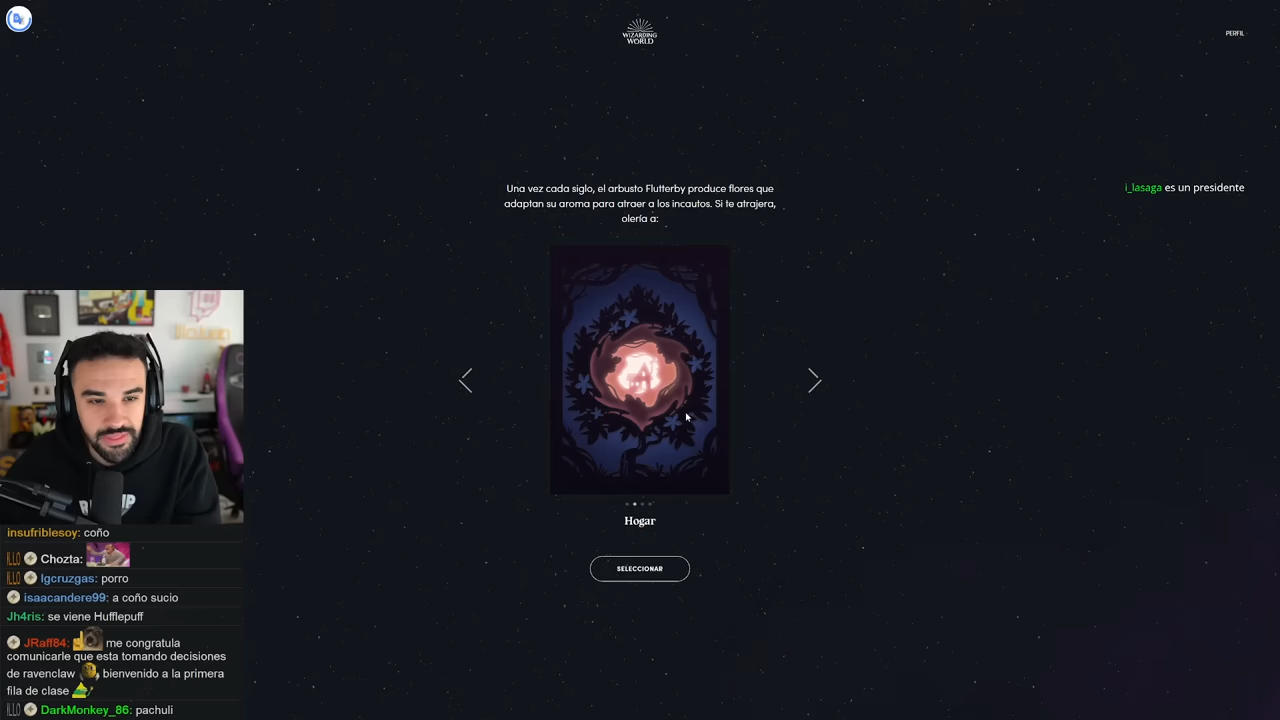 WIZARDING
WORLD
PERFIL
Una vez cada siglo, el arbusto Flutterby produce flores que
adaptan su aroma para atraer a los incautos. Si te atrajera,
olería a:
i_lasaga es un presidente
Hogar
SELECCIONAR
insufriblesoy: coño
Chozta:
lgcruzgas: porro
isaacandere99: a coño sucio
Jh4ris: se viene Hufflepuff
JRaff84: me congratula
comunicarle que esta tomando decisiones
de ravenclaw bienvenido a la primera
fila de clase
DarkMonkey_86: pachuli